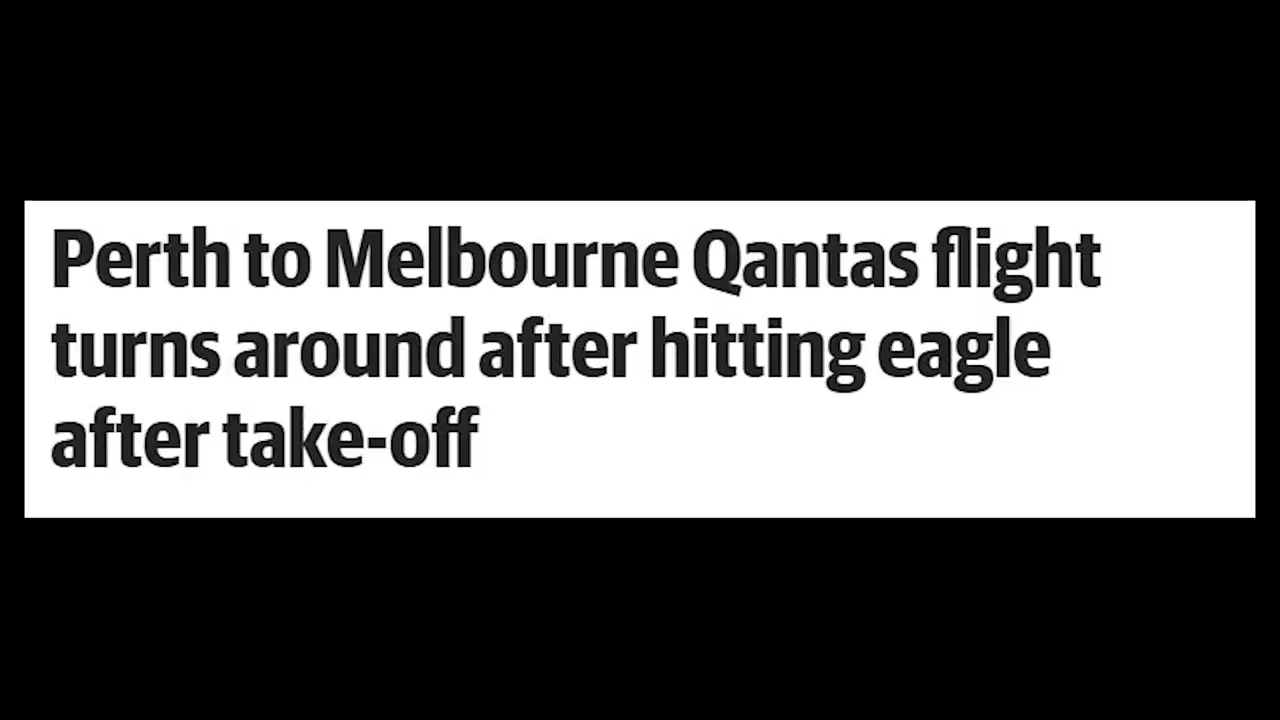 Perth to Melbourne Qantas flight
turns around after hitting eagle
after take-off